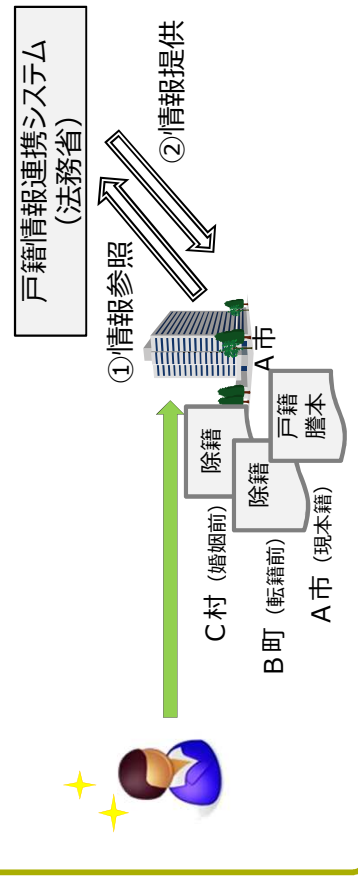 戸籍情報連携システム
（法務省）
①情報参照
②情報提供
A市
除籍
除籍
戸籍
謄本
C村（婚姻前）
B町（転籍前）
A市（現本籍）